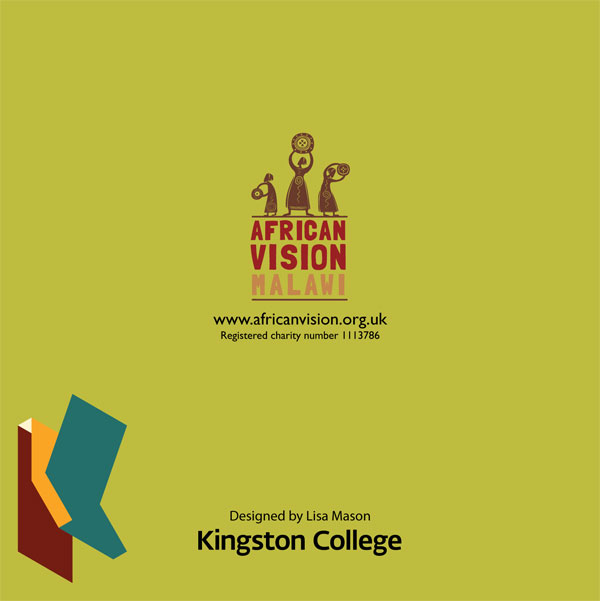 AFRICAN
VISION
MALAWI
www.africanvision.org.uk
Registered charity number 1113786
Designed by Lisa Mason
Kingston College